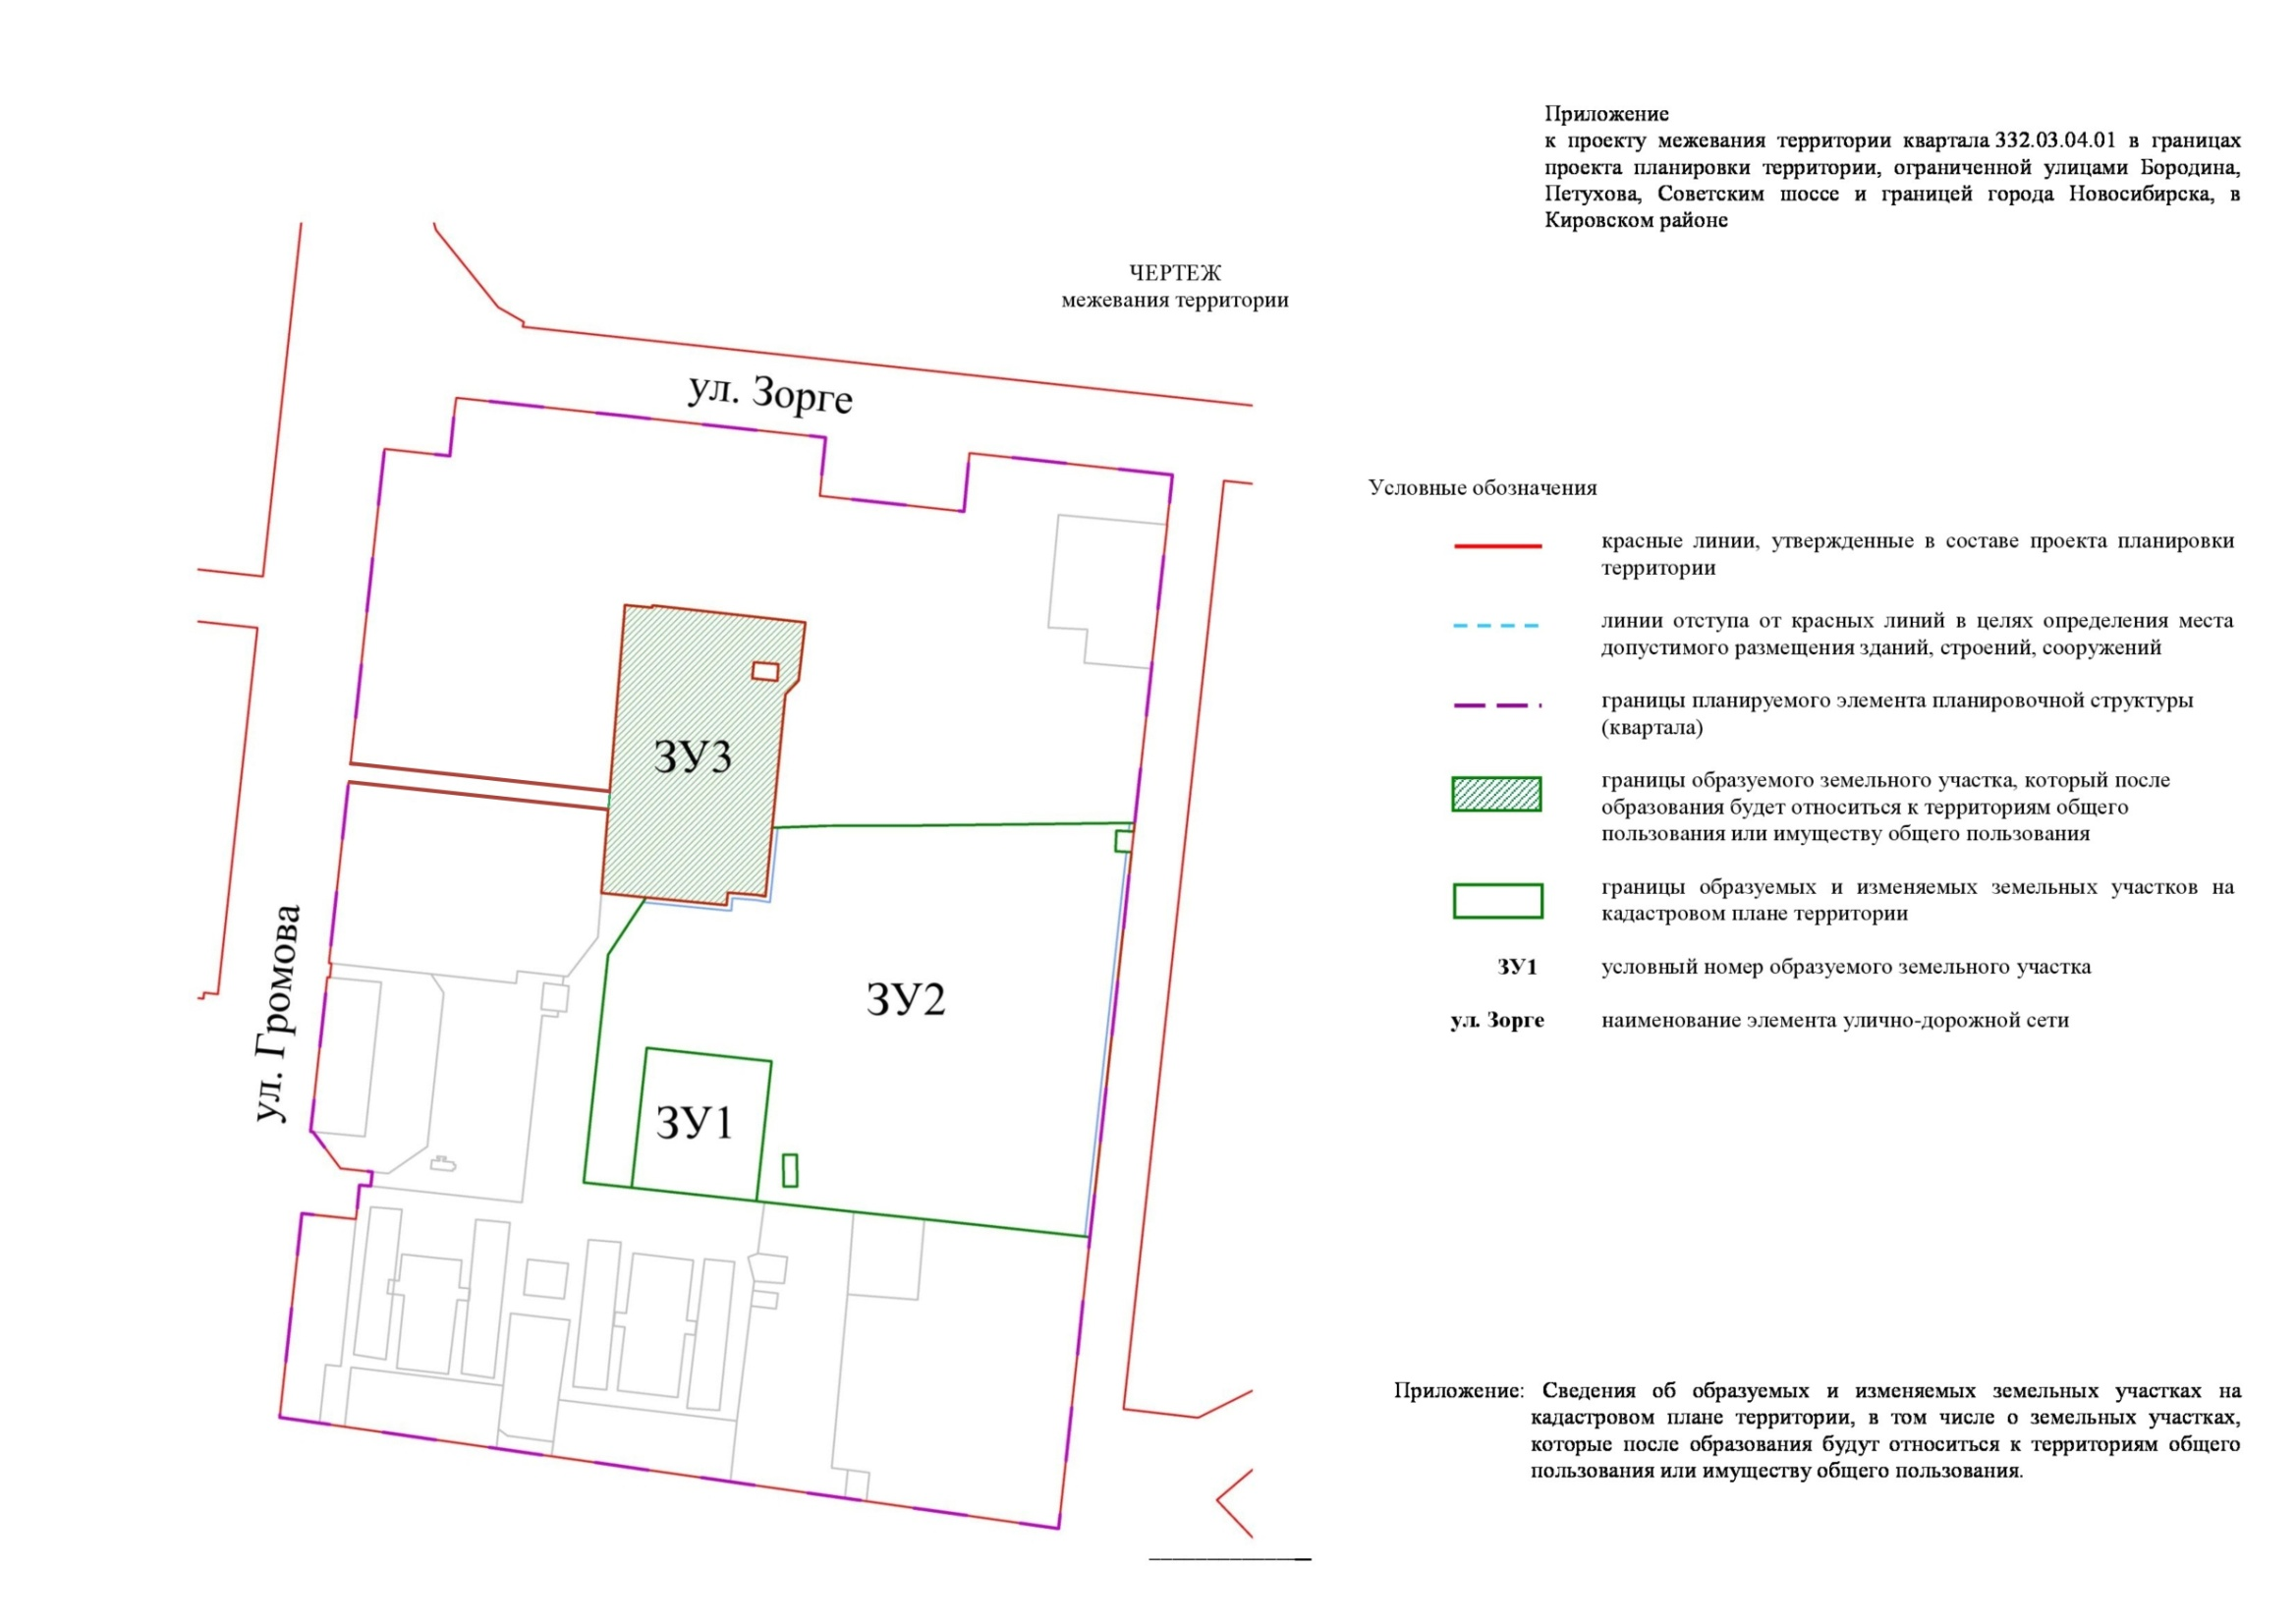 Приложение
к проекту межевания территории квартала 332.03.04.01 в границах
проекта планировки территории, ограниченной улицами Бородина,
Петухова, Советским шоссе и границей города Новосибирска, в
Кировском районе
ЧЕРТЕЖ
межевания территории
ул. Зорге
ЗУ3
ул. Громова
ЗУ2
ЗУ1
Условные обозначения
красные линии, утвержденные в составе проекта планировки
территории
линии отступа от красных линий в целях определения места
допустимого размещения зданий, строений, сооружений
границы планируемого элемента планировочной структуры
(квартала)
границы образуемого земельного участка, который после
образования будет относиться к территориям общего
пользования или имуществу общего пользования
границы образуемых и изменяемых земельных участков на
кадастровом плане территории
ЗУ1 условный номер образуемого земельного участка
ул. Зорге наименование элемента улично-дорожной сети
Приложение: Сведения об образуемых и изменяемых земельных участках на
кадастровом плане территории, в том числе о земельных участках,
которые после образования будут относиться к территориям общего
пользования или имуществу общего пользования.